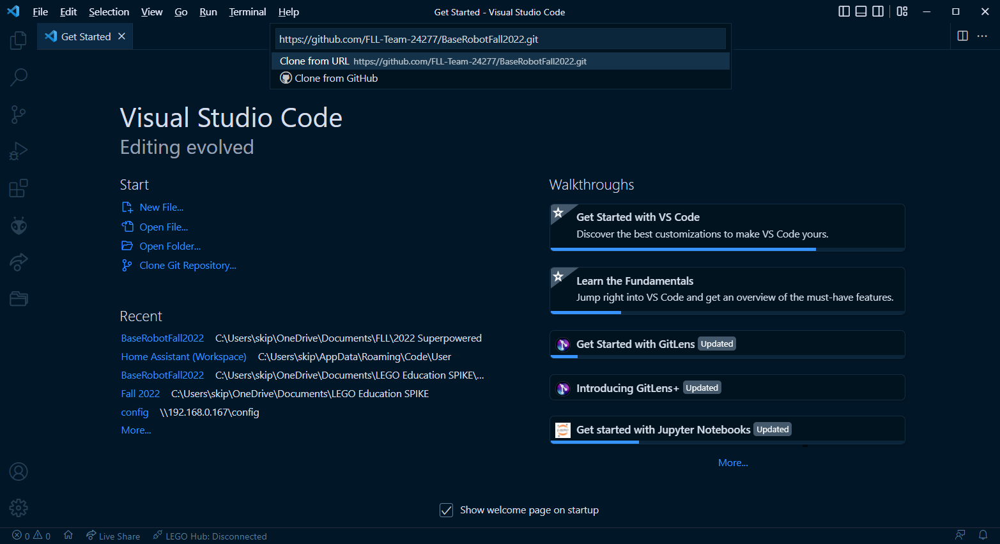 File Edit Selection View Go Run Terminal Help
Get Started - Visual Studio Code
Get Started
https://github.com/FLL-Team-24277/BaseRobotFall2022.git
Clone from URL https://github.com/FLL-Team-24277/BaseRobotFall2022.git
Clone from GitHub
Visual Studio Code
Editing evolved
Start
New File...
Open File...
Open Folder...
Clone Git Repository...
Recent
BaseRobotFall2022 C:\Users\skip\OneDrive\Documents\FLL\2022 Superpowered
Home Assistant (Workspace) C:\Users\skip\AppData\Roaming\Code\User
BaseRobotFall2022 C:\Users\skip\OneDrive\Documents\LEGO Education SPIKE\...
Fall 2022 C:\Users\skip\OneDrive\Documents\LEGO Education SPIKE
config \\192.168.0.167\config
More...
Walkthroughs
Get Started with VS Code
Discover the best customizations to make VS Code yours.
Learn the Fundamentals
Jump right into VS Code and get an overview of the must-have features.
Get Started with GitLens Updated
Introducing GitLens+ Updated
Get started with Jupyter Notebooks Updated
More...
Show welcome page on startup
0 0 Live Share LEGO Hub: Disconnected